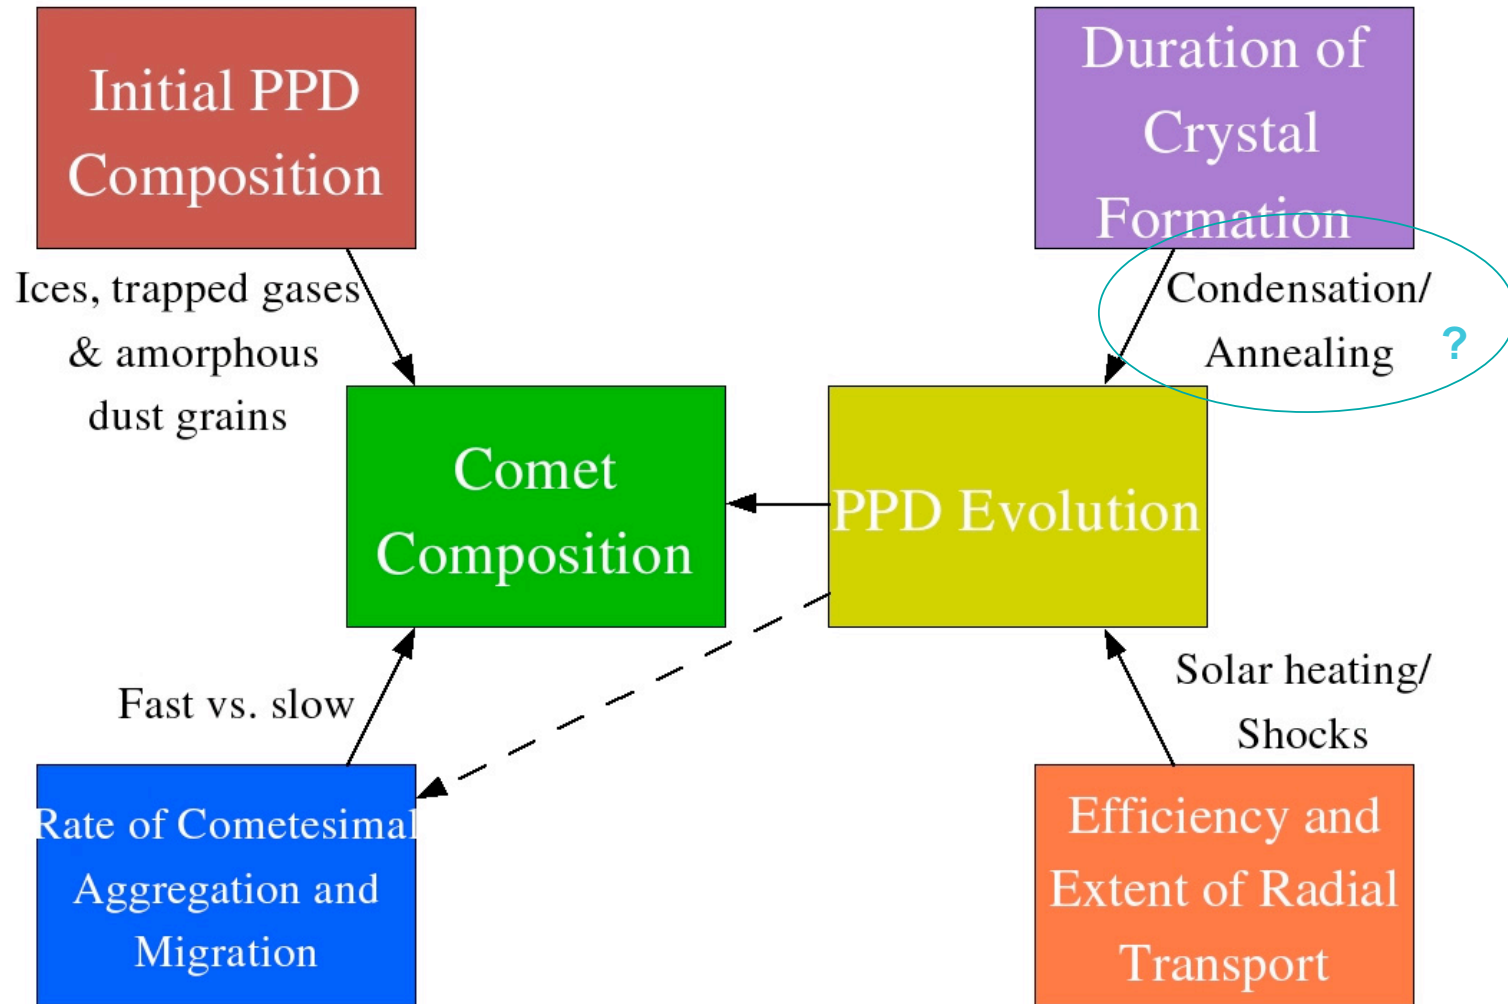 Initial PPD
Composition
Duration of
Crystal
Formation
Ices, trapped gases
& amorphous
dust grains
Condensation/
Annealing ?
Comet
Composition
PPD Evolution
Fast vs. slow
Solar heating/
Shocks
Rate of Cometesimal
Aggregation and
Migration
Efficiency and
Extent of Radial
Transport